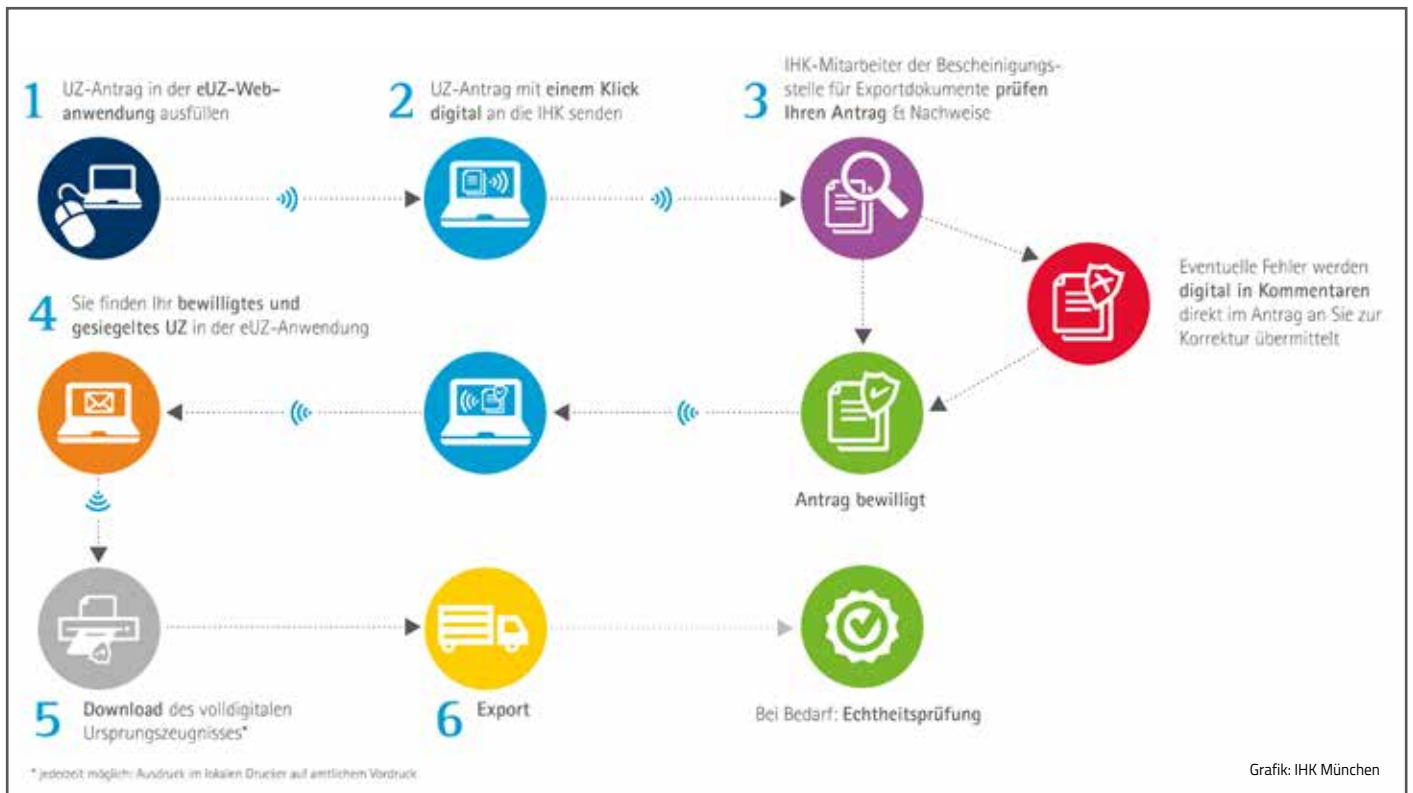 1
UZ-Antrag in der eUZ-Web-
anwendung ausfüllen
2
UZ-Antrag mit einem Klick
digital an die IHK senden
3
IHK-Mitarbeiter der Bescheinigungs-
stelle für Exportdokumente prüfen
Ihren Antrag & Nachweise
Eventuelle Fehler werden
digital in Kommentaren
direkt im Antrag an Sie zur
Korrektur übermittelt
4
Sie finden Ihr bewilligtes und
gesiegeltes UZ in der eUZ-Anwendung
Antrag bewilligt
5
Download des volldigitalen
Ursprungszeugnisses*
6
Export
Bei Bedarf: Echtheitsprüfung
* jederzeit möglich: Ausdruck im lokalen Drucker auf amtlichem Vordruck
Grafik: IHK München